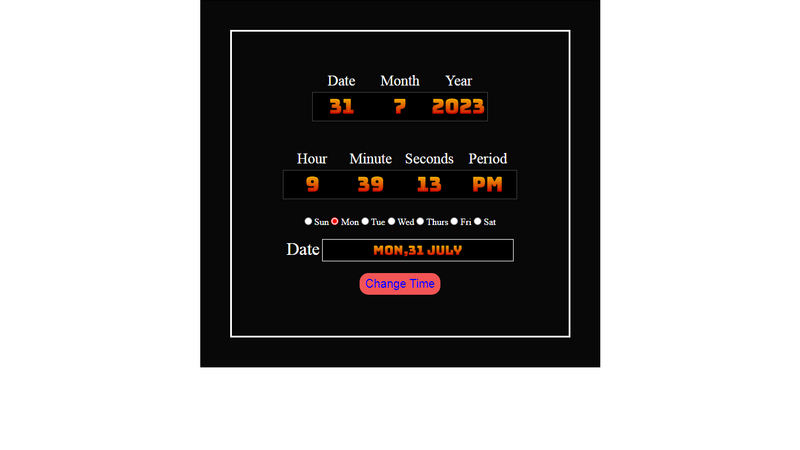 Date Month Year
31 7 2023
Hour Minute Seconds Period
9 39 13 PM
Sun Mon Tue Wed Thurs Fri Sat
Date MON,31 JULY
Change Time